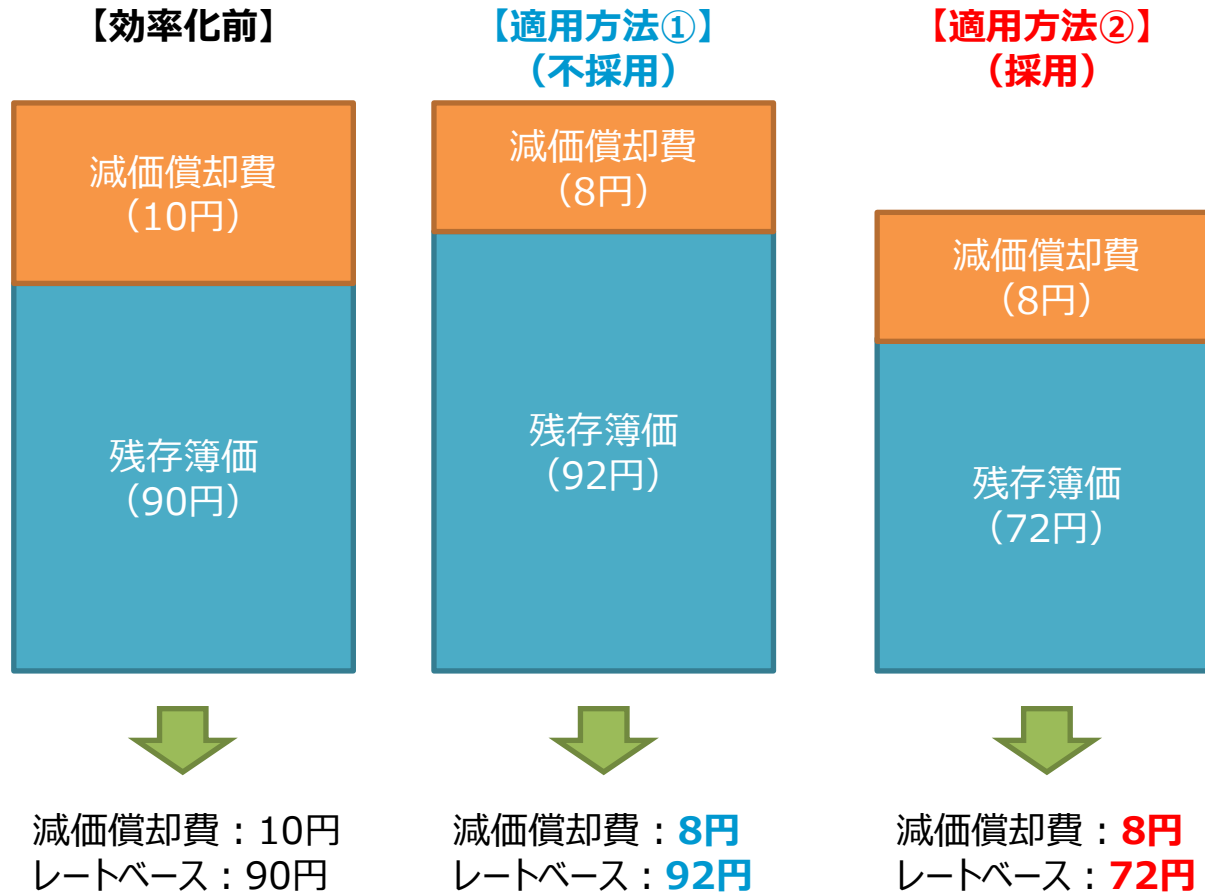 【効率化前】
減価償却費
（10円）
残存簿価
（90円）
減価償却費：10円
レートベース：90円
【適用方法①】
（不採用）
減価償却費
（8円）
残存簿価
（92円）
減価償却費：8円
レートベース：92円
【適用方法②】
（採用）
減価償却費
（8円）
残存簿価
（72円）
減価償却費：8円
レートベース：72円